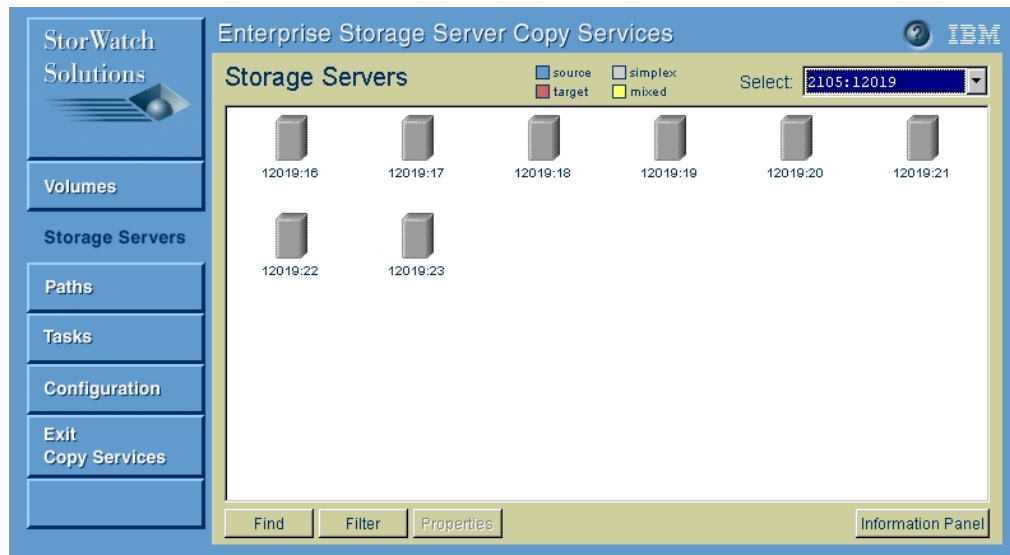 StorWatch
Solutions
Enterprise Storage Server Copy Services
? IBM
Storage Servers
source
simplex
target
mixed
Select: 2105:12019
12019:16 12019:17 12019:18 12019:19 12019:20 12019:21
12019:22 12019:23
Volumes
Storage Servers
Paths
Tasks
Configuration
Exit
Copy Services
Find Filter Properties Information Panel